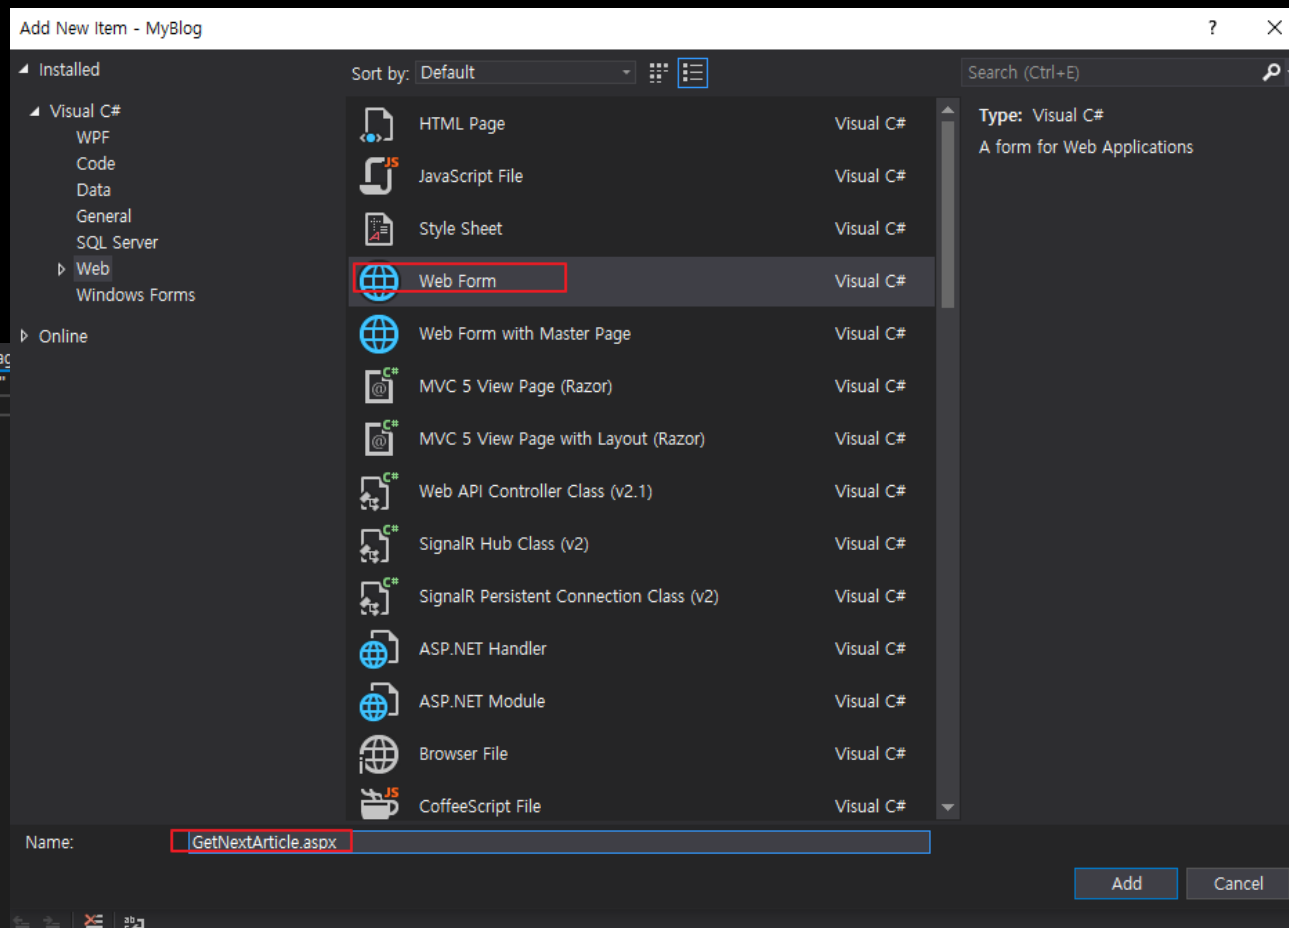 Add New Item - MyBlog
?
Installed
Sort by: Default
Search (Ctrl+E)
Visual C#
WPF
Code
Data
General
SQL Server
Web
Windows Forms
Online
HTML Page Visual C#
JavaScript File Visual C#
Style Sheet Visual C#
Web Form Visual C#
Web Form with Master Page Visual C#
MVC 5 View Page (Razor) Visual C#
MVC 5 View Page with Layout (Razor) Visual C#
Web API Controller Class (v2.1) Visual C#
SignalR Hub Class (v2) Visual C#
SignalR Persistent Connection Class (v2) Visual C#
ASP.NET Handler Visual C#
ASP.NET Module Visual C#
Browser File Visual C#
CoffeeScript File Visual C#
Type: Visual C#
A form for Web Applications
Name: GetNextArticle.aspx
Add Cancel